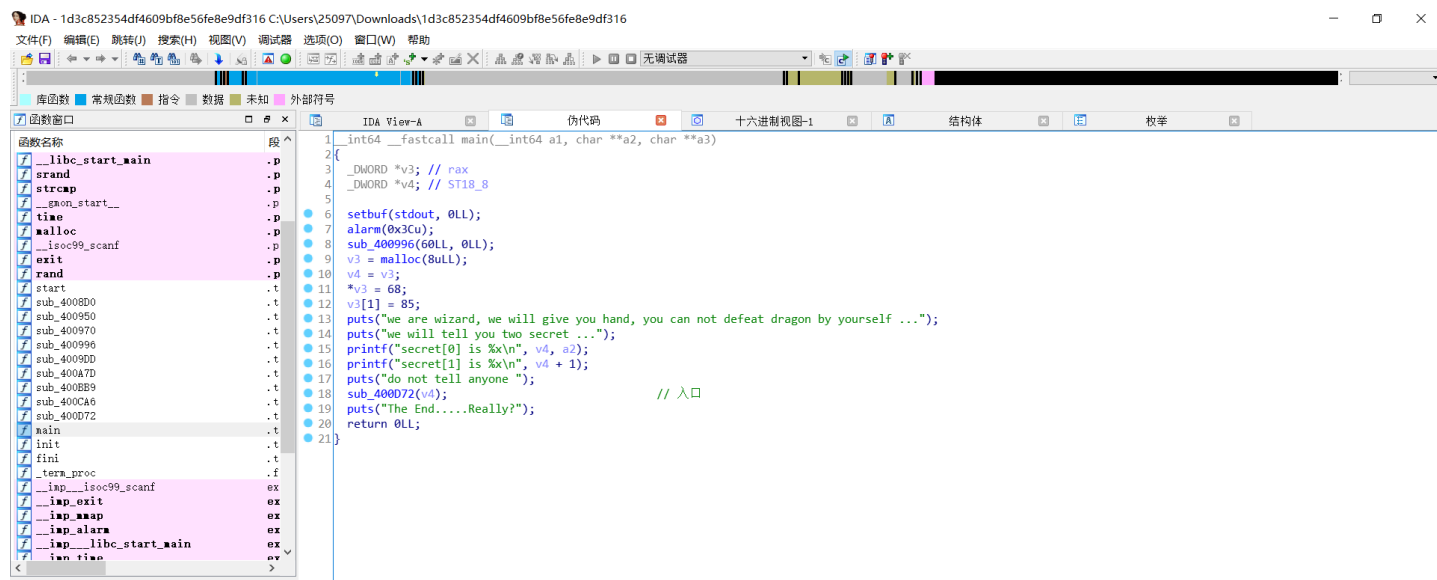 IDA - 1d3c852354df4609bf8e56fe8e9df316 C:\Users\25097\Downloads\1d3c852354df4609bf8e56fe8e9df316
文件(F) 编辑(E) 跳转(J) 搜索(H) 视图(V) 调试器 选项(O) 窗口(W) 帮助
无调试器
库函数 常规函数 指令 数据 未知 外部符号
函数窗口
IDA View-A 伪代码 十六进制视图-1 结构体 枚举
函数名称 段
f __libc_start_main .p
f srand .p
f strcmp .p
f __gmon_start__ .p
f time .p
f malloc .p
f __isoc99_scanf .p
f exit .p
f rand .p
f start .t
f sub_4008D0 .t
f sub_400950 .t
f sub_400970 .t
f sub_400996 .t
f sub_4009DD .t
f sub_400A7D .t
f sub_400BB9 .t
f sub_400CA6 .t
f sub_400D72 .t
f main .t
f init .t
f fini .t
f _term_proc .f
f __imp___isoc99_scanf ex
f __imp_exit ex
f __imp_mmap ex
f __imp_alarm ex
f __imp___libc_start_main ex
f __imp_time ex
1 __int64 __fastcall main(__int64 a1, char **a2, char **a3)
2 {
3 _DWORD *v3; // rax
4 _DWORD *v4; // ST18_8
5
6 setbuf(stdout, 0LL);
7 alarm(0x3Cu);
8 sub_400996(60LL, 0LL);
9 v3 = malloc(8uLL);
10 v4 = v3;
11 *v3 = 68;
12 v3[1] = 85;
13 puts("we are wizard, we will give you hand, you can not defeat dragon by yourself ...");
14 puts("we will tell you two secret ...");
15 printf("secret[0] is %x\n", v4, a2);
16 printf("secret[1] is %x\n", v4 + 1);
17 puts("do not tell anyone ");
18 sub_400D72(v4); // 入口
19 puts("The End.....Really?");
20 return 0LL;
21 }